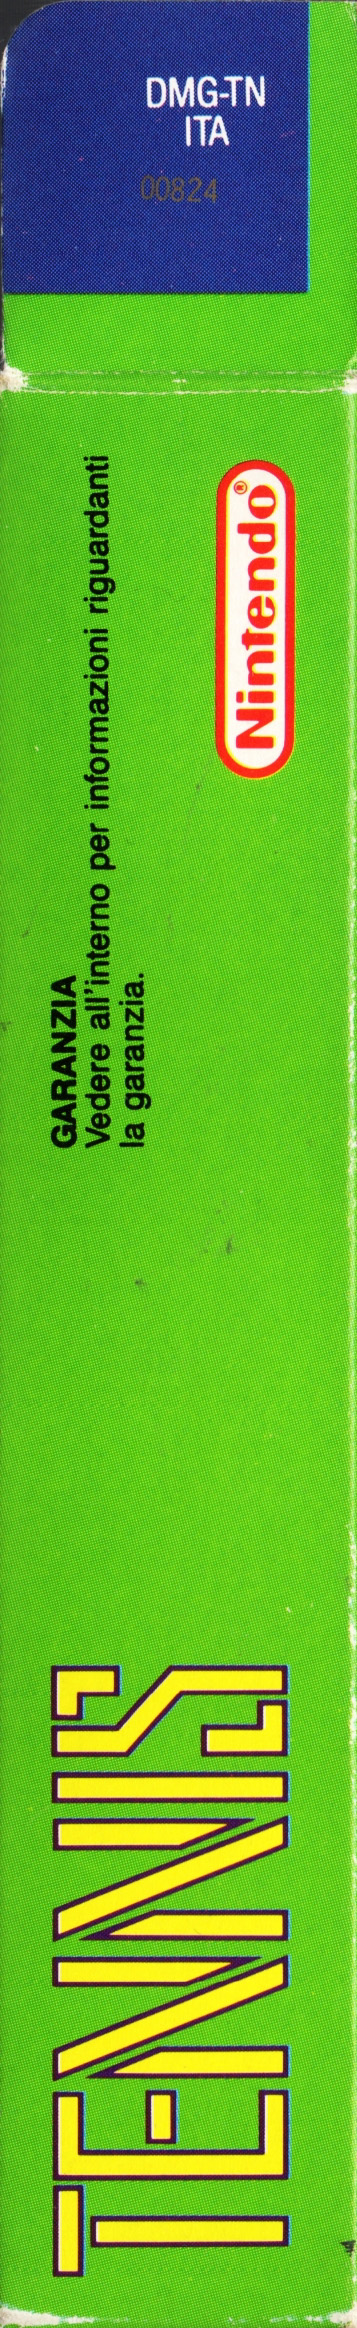 DMG-TN
ITA
00824
Nintendo®
GARANZIA
Vedere all'interno per informazioni riguardanti
la garanzia.
TENNIS